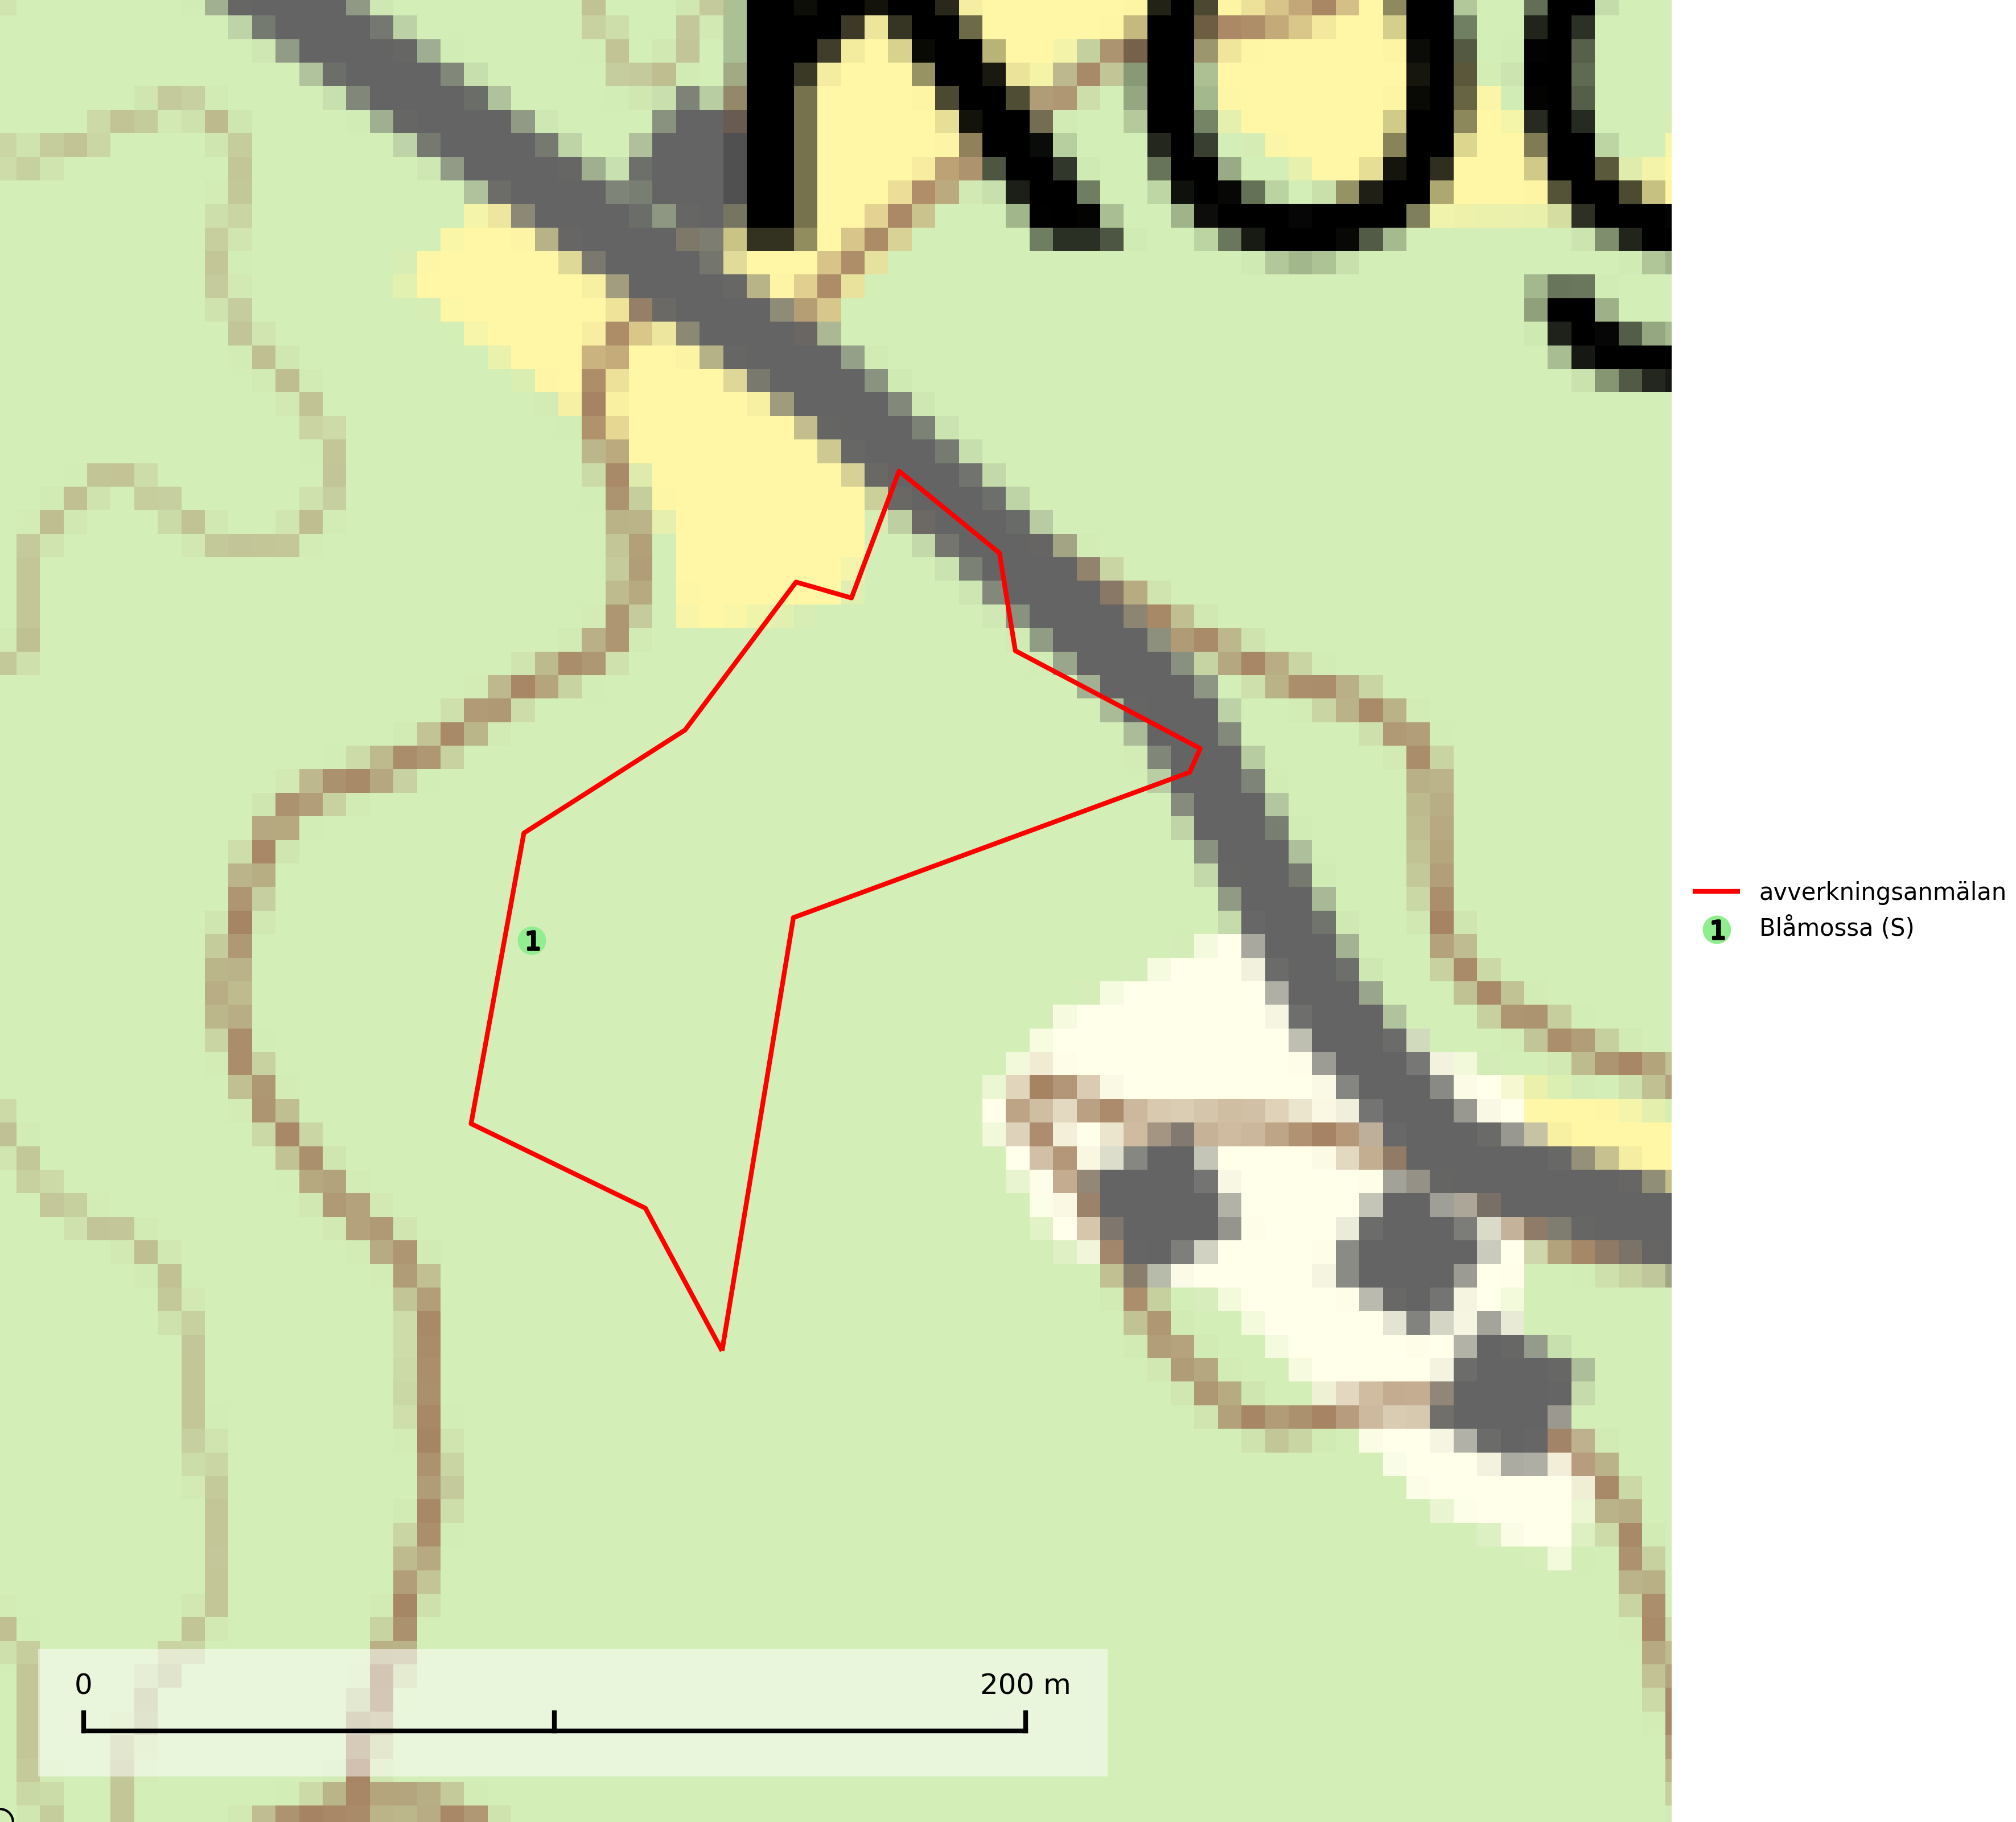 avverkningsanmälan
1 Blåmossa (S)
1
0 200 m